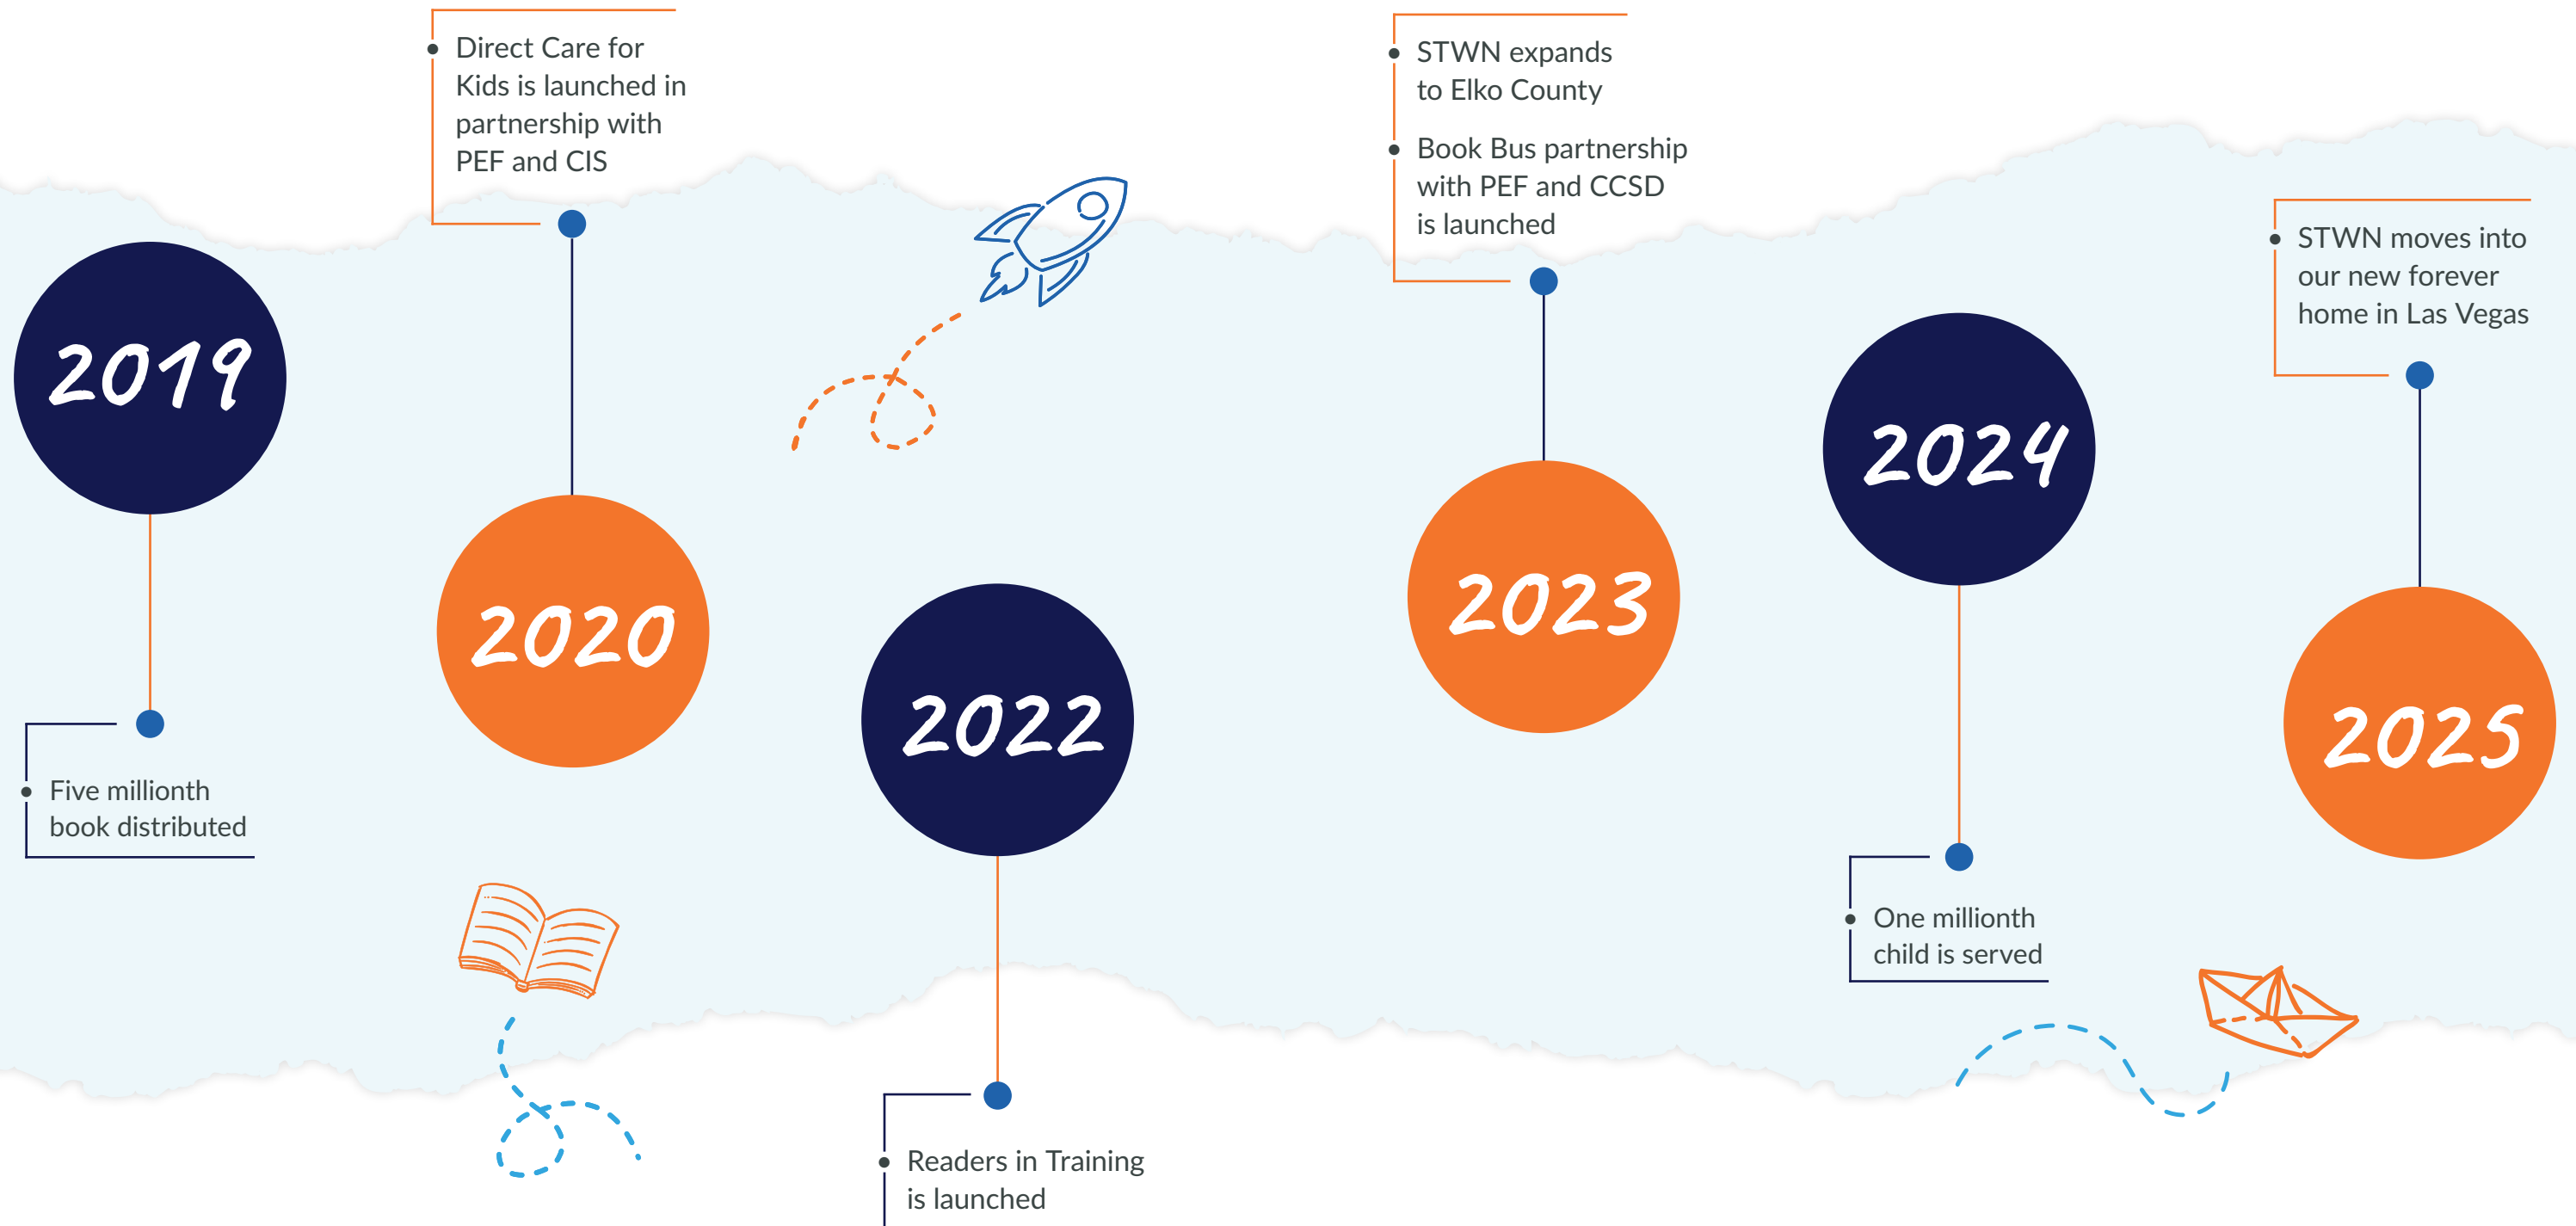 2019
Five millionth
book distributed
Direct Care for
Kids is launched in
partnership with
PEF and CIS
2020
2022
Readers in Training
is launched
STWN expands
to Elko County
Book Bus partnership
with PEF and CCSD
is launched
2023
2024
One millionth
child is served
STWN moves into
our new forever
home in Las Vegas
2025